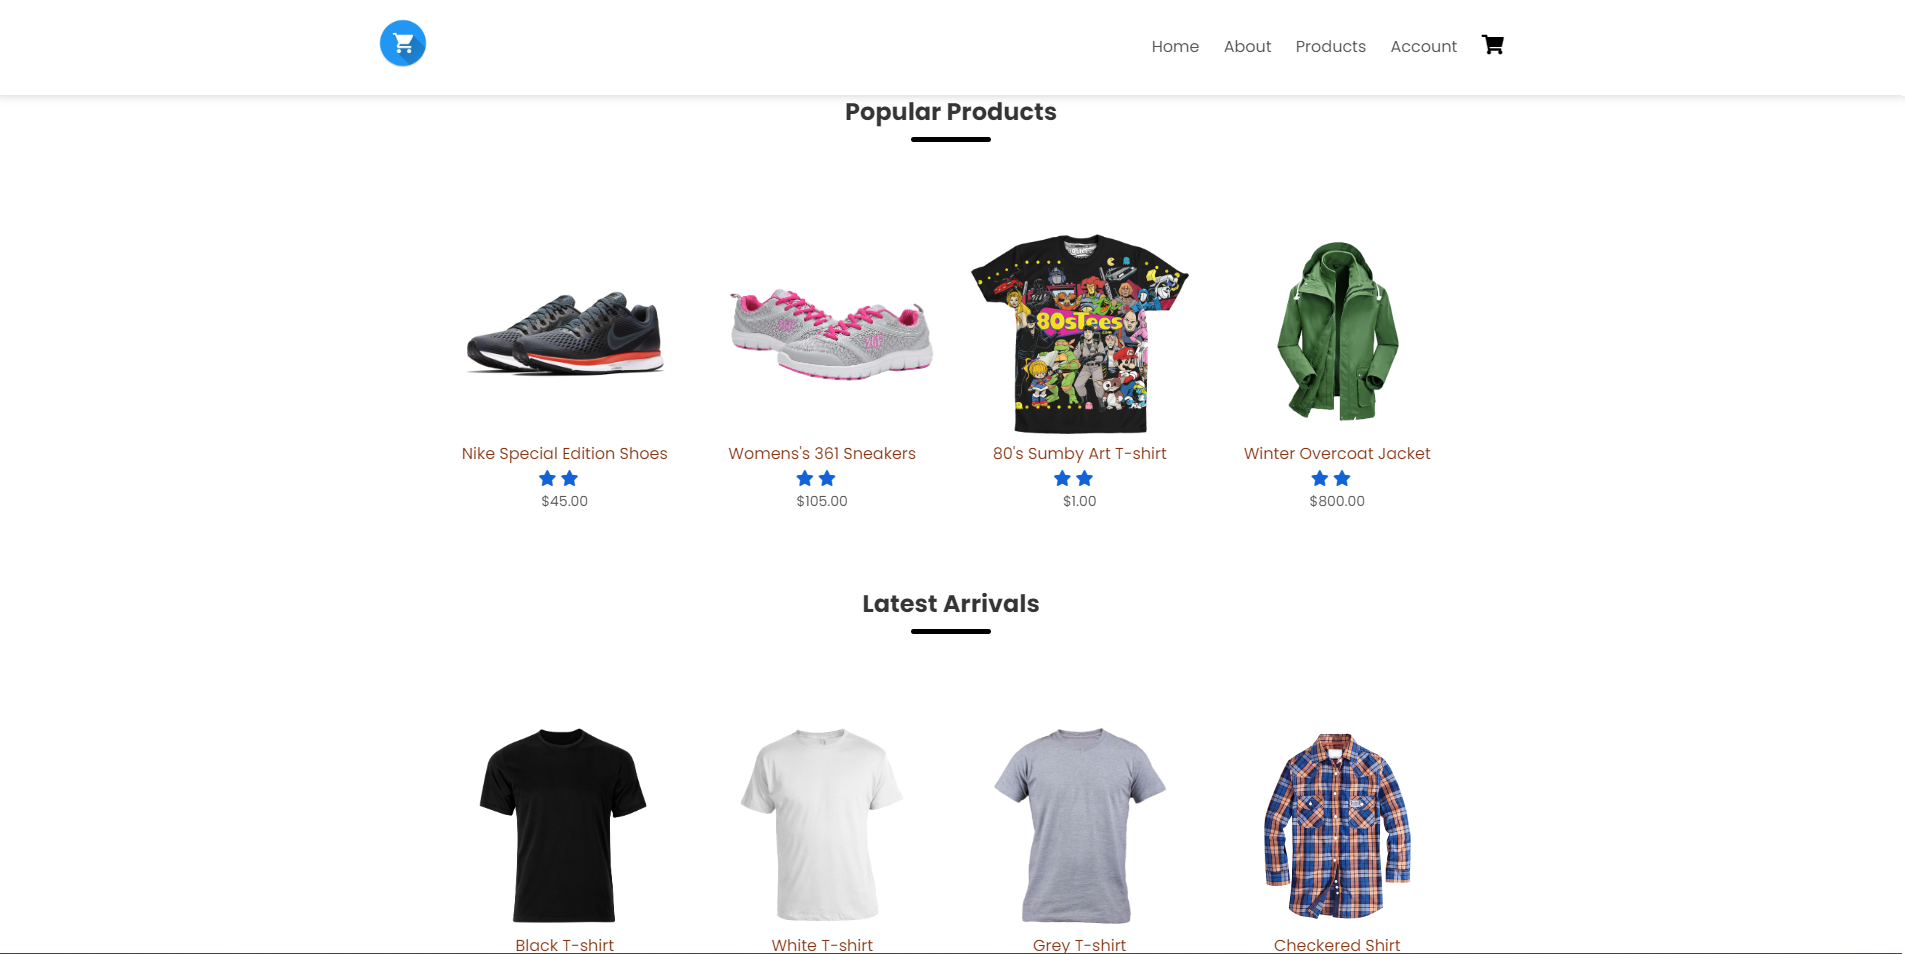 Home About Products Account
Popular Products
80sTees
Nike Special Edition Shoes Womens's 361 Sneakers 80's Sumby Art T-shirt Winter Overcoat Jacket
$45.00 $105.00 $1.00 $800.00
Latest Arrivals
Black T-shirt White T-shirt Grey T-shirt Checkered Shirt